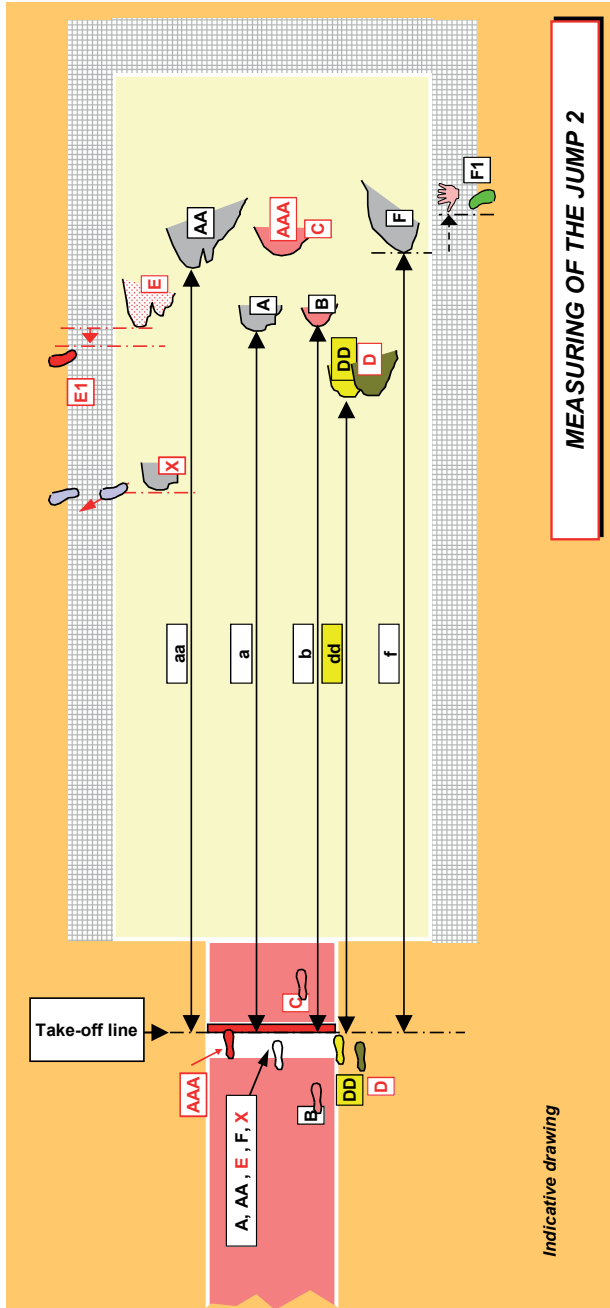 MEASURING OF THE JUMP 2
AA
AAA
C
F
F1
E
E1
A
B
DD
D
X
aa
a
b
dd
f
Take-off line
C
AAA
A, AA , E , F, X
B
DD
D
Indicative drawing